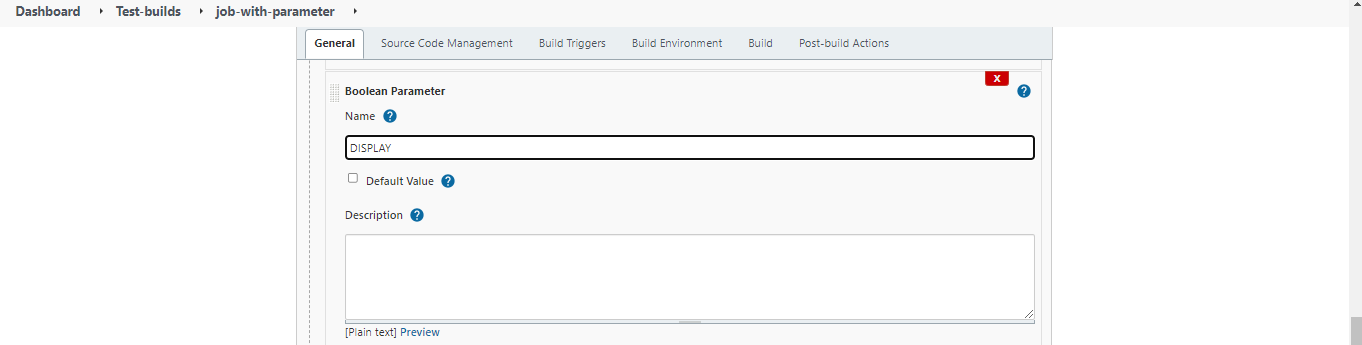 Dashboard Test-builds job-with-parameter
General Source Code Management Build Triggers Build Environment Build Post-build Actions
X
Boolean Parameter ?
Name ?
DISPLAY
Default Value ?
Description ?
[Plain text] Preview